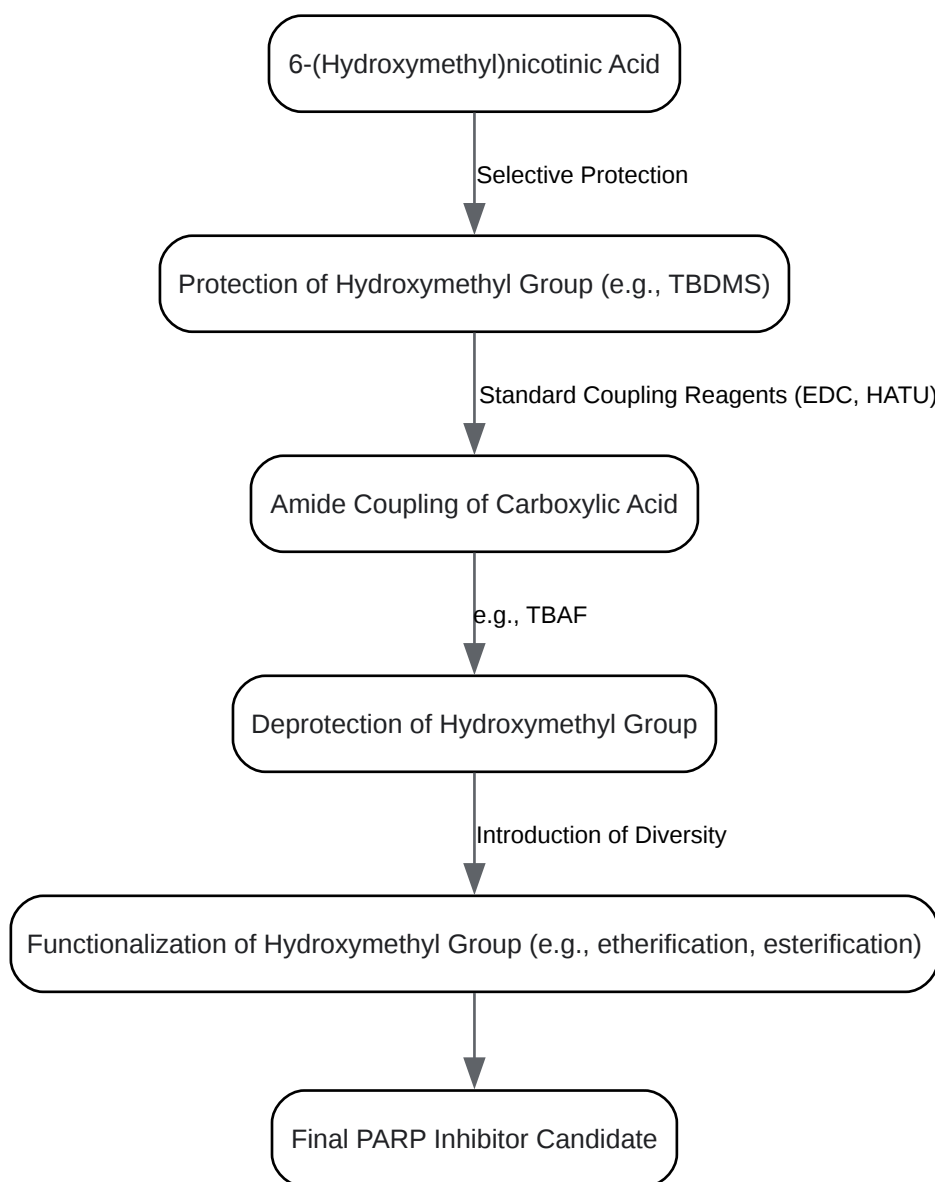 6-(Hydroxymethyl)nicotinic Acid
Selective Protection
Protection of Hydroxymethyl Group (e.g., TBDMS)
Standard Coupling Reagents (EDC, HATU)
Amide Coupling of Carboxylic Acid
e.g., TBAF
Deprotection of Hydroxymethyl Group
Introduction of Diversity
Functionalization of Hydroxymethyl Group (e.g., etherification, esterification)
Final PARP Inhibitor Candidate